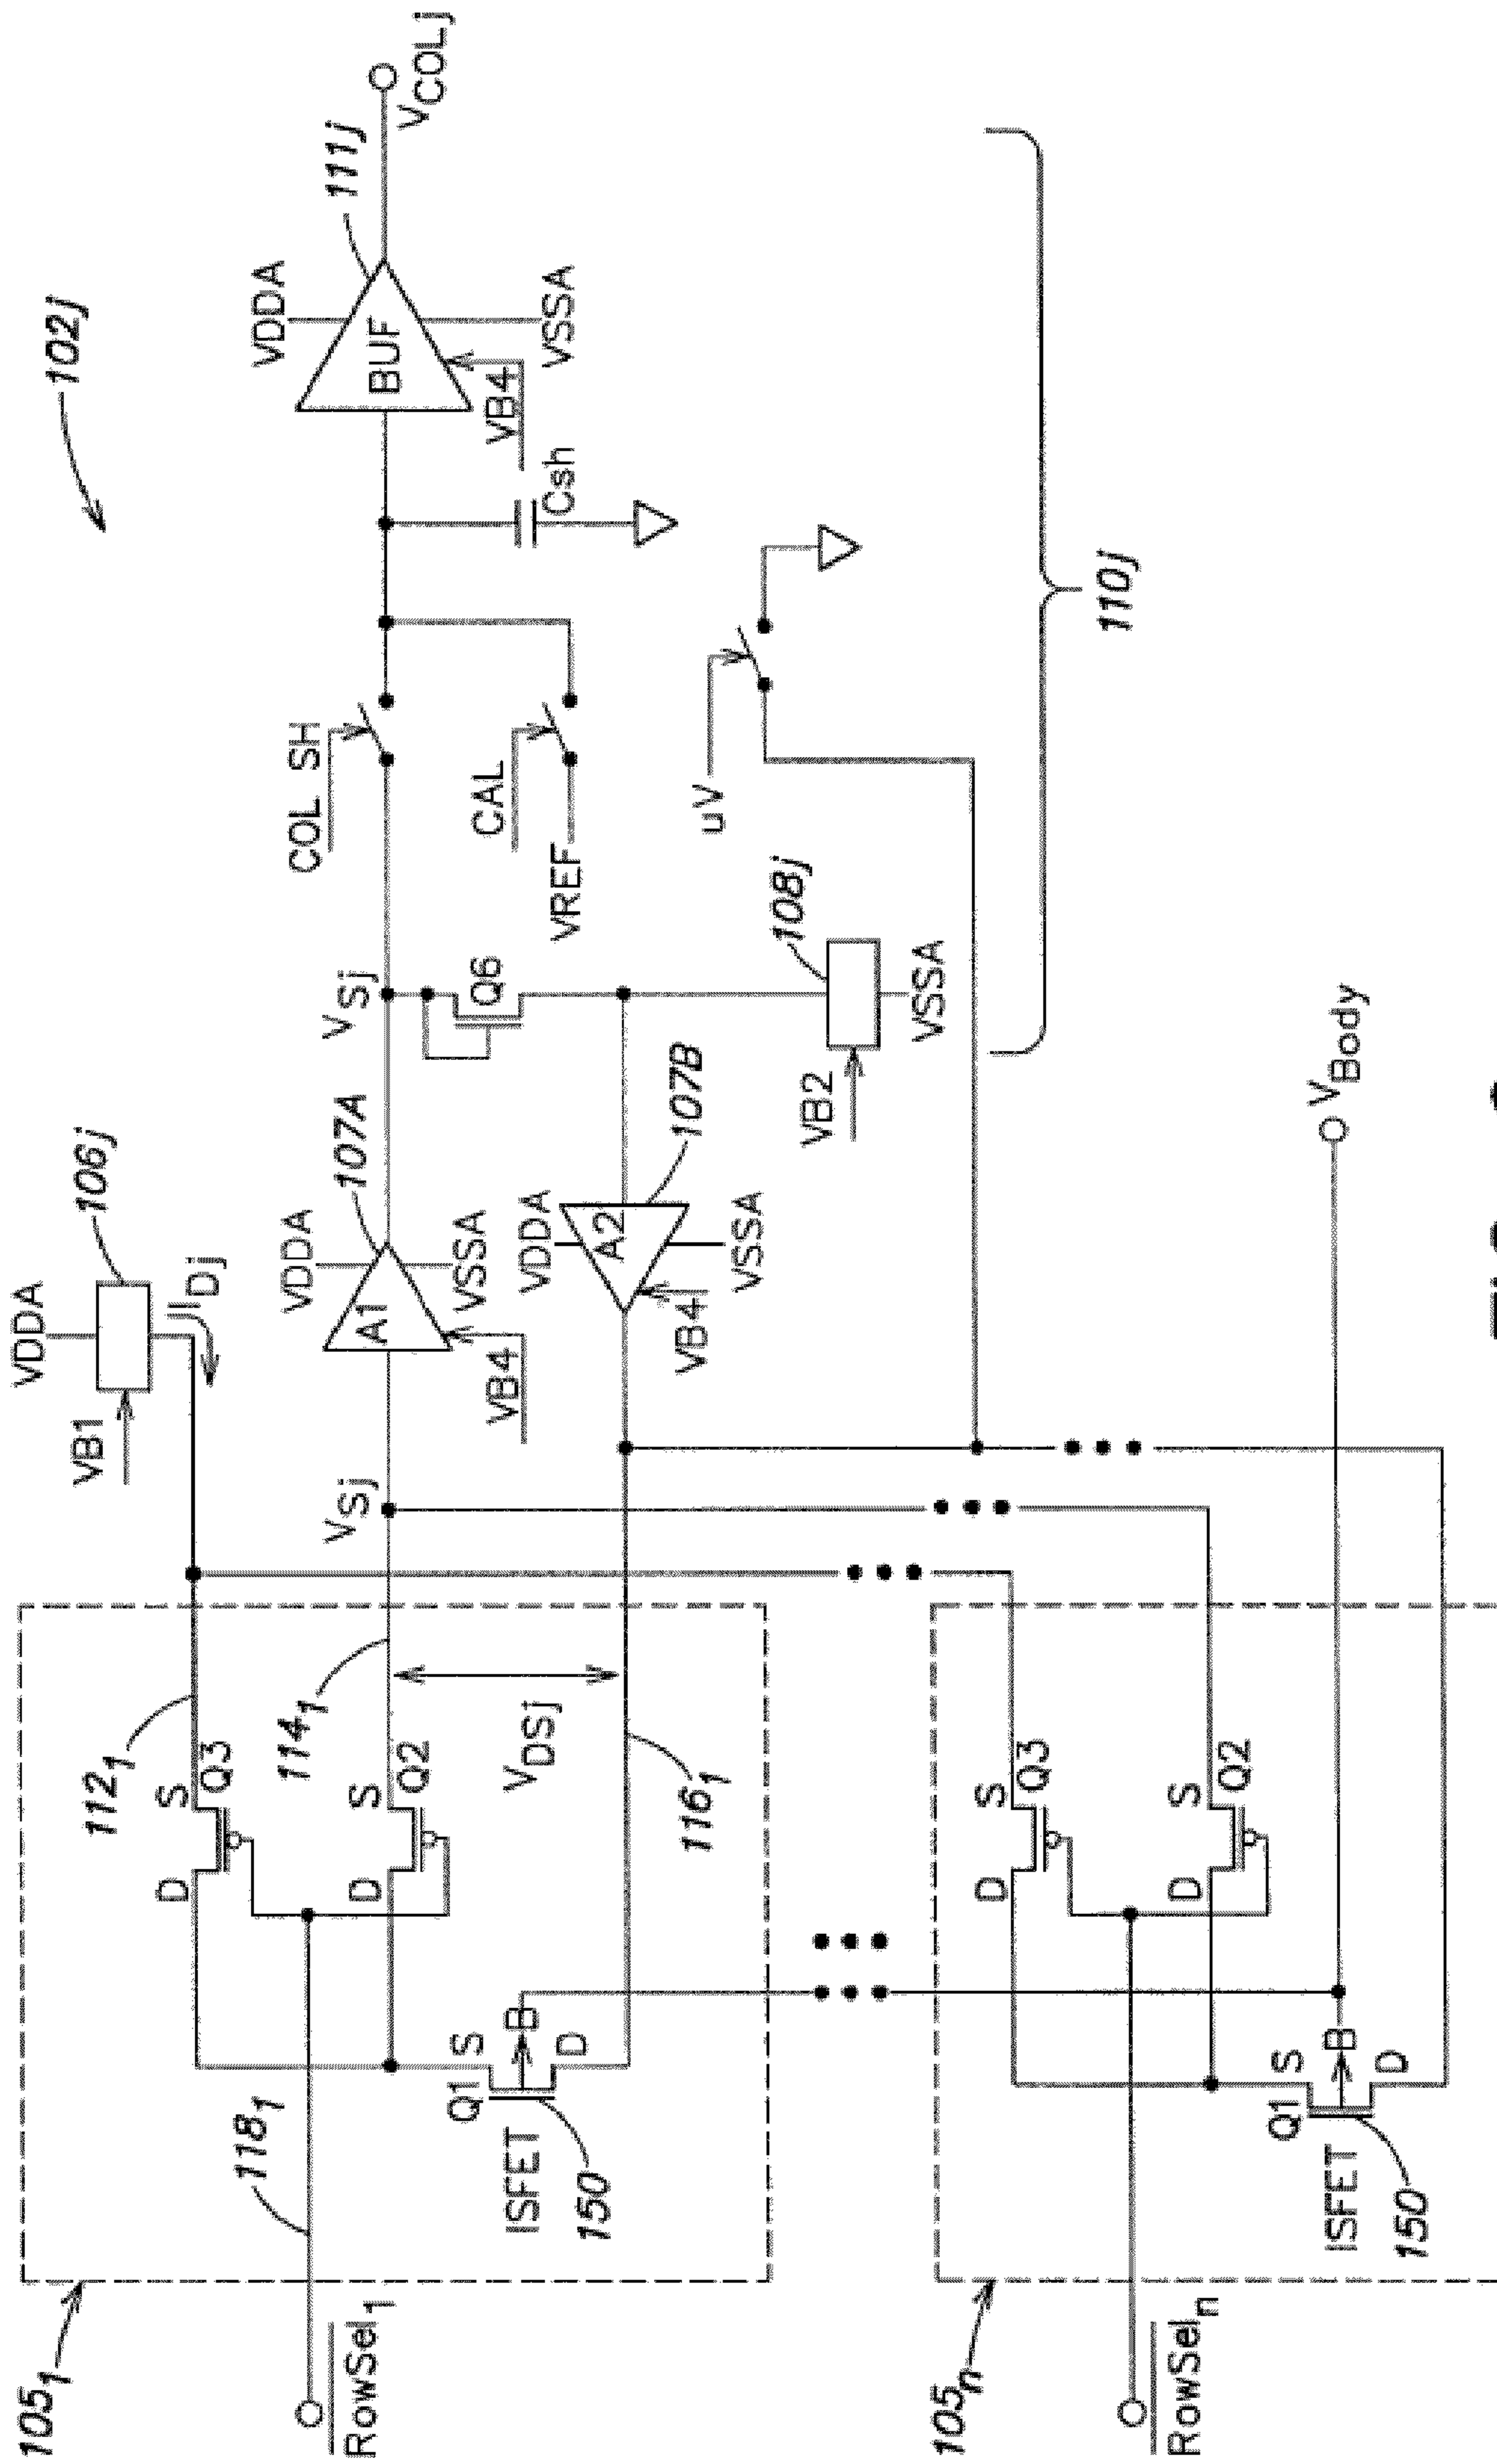 102j
VDDA
VB1
106j
IDj
105₁
112₁
S
D
Q3
118₁
RowSel₁
114₁
S
D
Q2
VDSj
116₁
S
Q1
B
D
ISFET
150
VSj
VDDA
A1
107A
VSSA
VB4
VSj
Q6
VDDA
A2
107B
VSSA
VB4
VB2
108j
VSSA
COL SH
CAL
VREF
uV
Csh
VDDA
BUF
111j
VSSA
VB4
VCOLj
110j
105n
S
D
Q3
RowSeln
S
D
Q2
S
Q1
B
D
ISFET
150
VBody